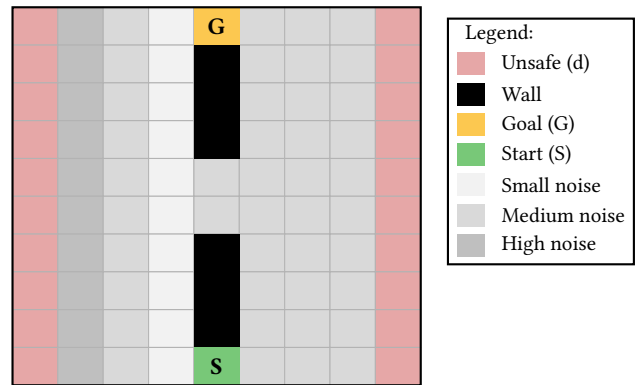 G
S
Legend:
Unsafe (d)
Wall
Goal (G)
Start (S)
Small noise
Medium noise
High noise